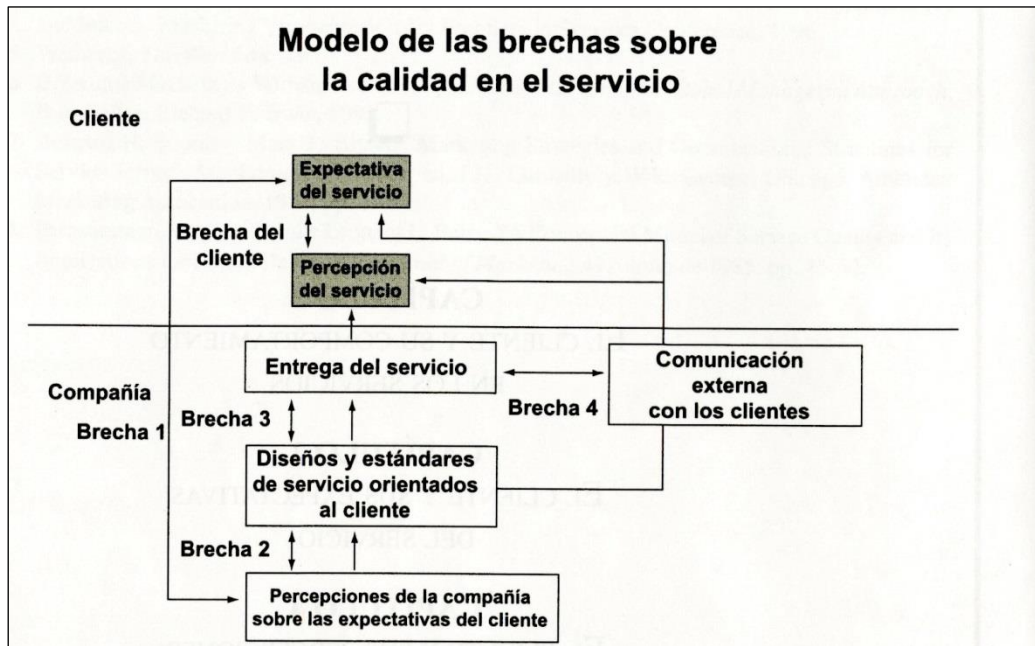 Modelo de las brechas sobre
la calidad en el servicio
Cliente
Expectativa
del servicio
Brecha del
cliente
Percepción
del servicio
Entrega del servicio
Comunicación
externa
con los clientes
Compañía
Brecha 1
Brecha 3
Brecha 4
Diseños y estándares
de servicio orientados
al cliente
Brecha 2
Percepciones de la compañía
sobre las expectativas del cliente